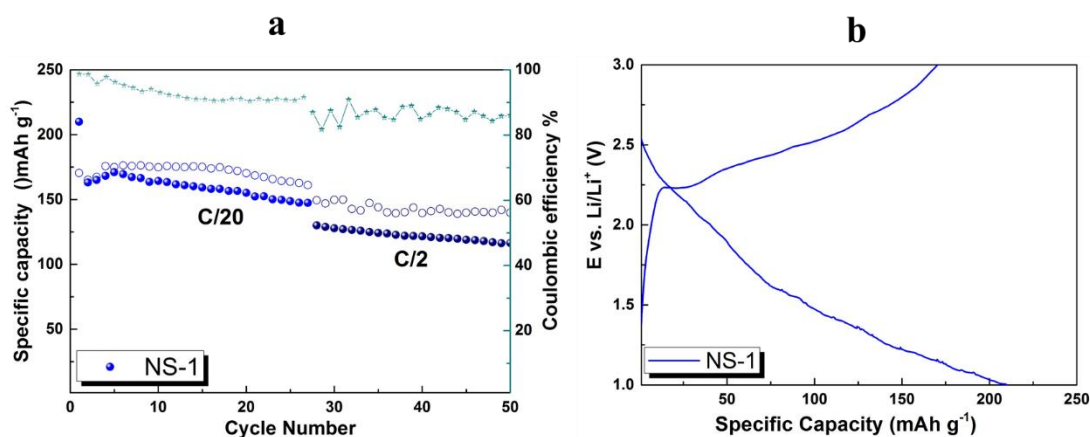 a
b
Specific capacity ()mAh g⁻¹)
250
200
150
100
50
0
10
20
30
40
50
Cycle Number
100
80
60
40
20
Coulombic efficiency %
C/20
C/2
NS-1
E vs. Li/Li⁺ (V)
3.0
2.5
2.0
1.5
1.0
50
100
150
200
250
Specific Capacity (mAh g⁻¹)
NS-1